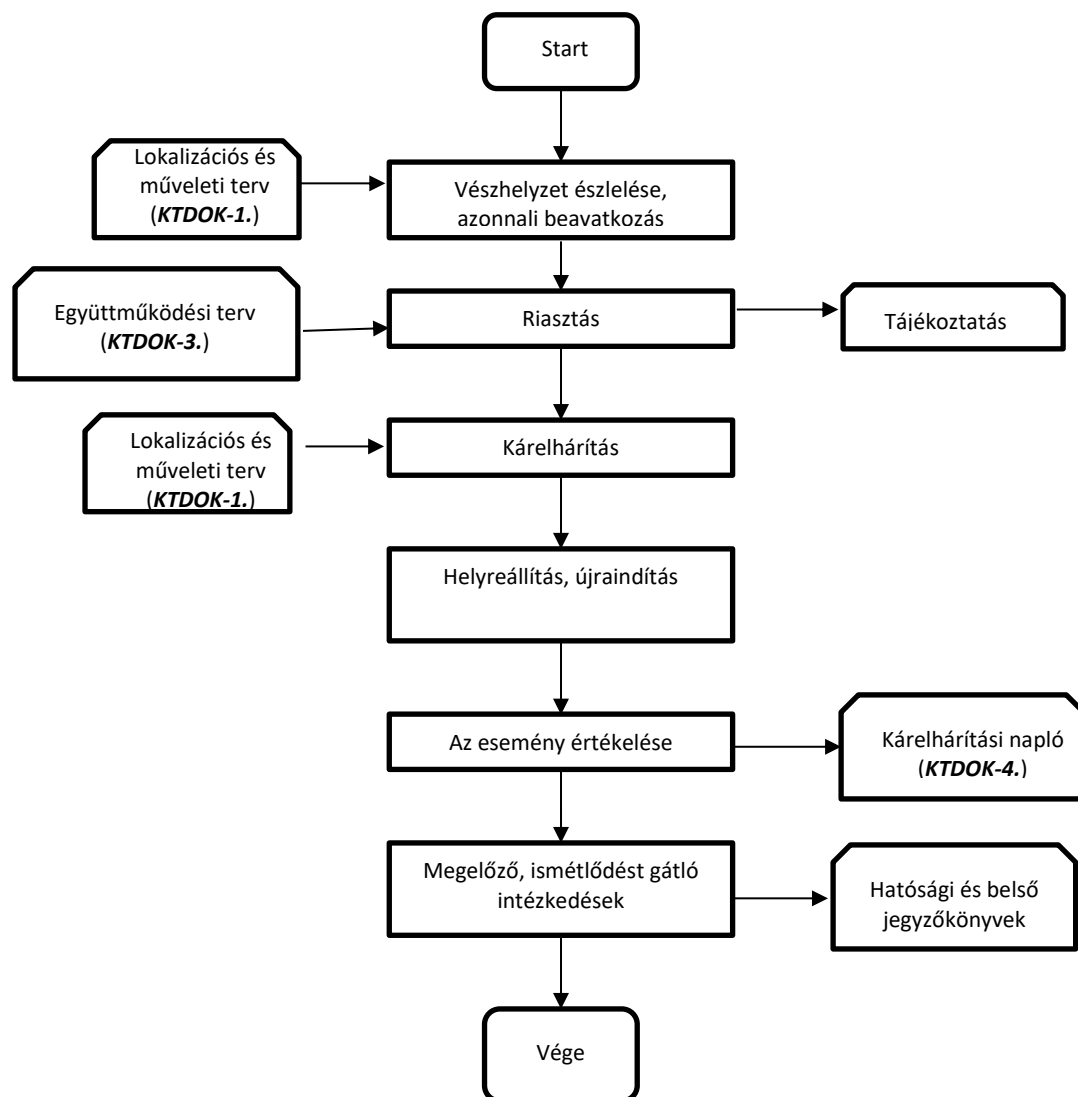 Start
Lokalizációs és
műveleti terv
(KTDOK-1.)
Vészhelyzet észlelése,
azonnali beavatkozás
Együttműködési terv
(KTDOK-3.)
Riasztás
Tájékoztatás
Lokalizációs és
műveleti terv
(KTDOK-1.)
Kárelhárítás
Helyreállítás, újraindítás
Az esemény értékelése
Kárelhárítási napló
(KTDOK-4.)
Megelőző, ismétlődést gátló
intézkedések
Hatósági és belső
jegyzőkönyvek
Vége